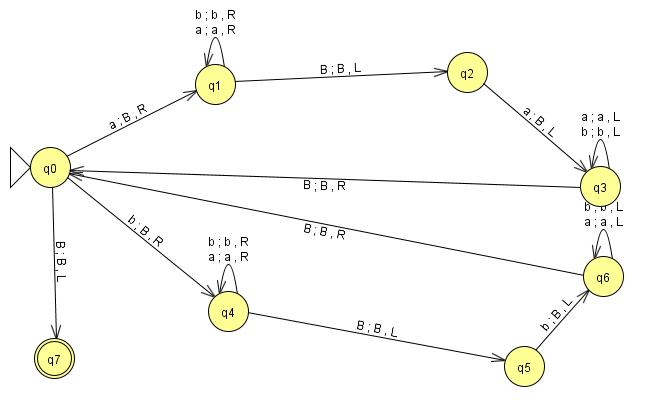 b ; b , R
a ; a , R
q1
B ; B , L
q2
a ; B , R
a ; B , L
a ; a , L
b ; b , L
q0
B ; B , R
q3
b ; b , L
a ; a , L
b ; B , R
B ; B , R
b ; b , R
a ; a , R
B ; B , L
q6
q4
b ; B , L
B ; B , L
q7
q5